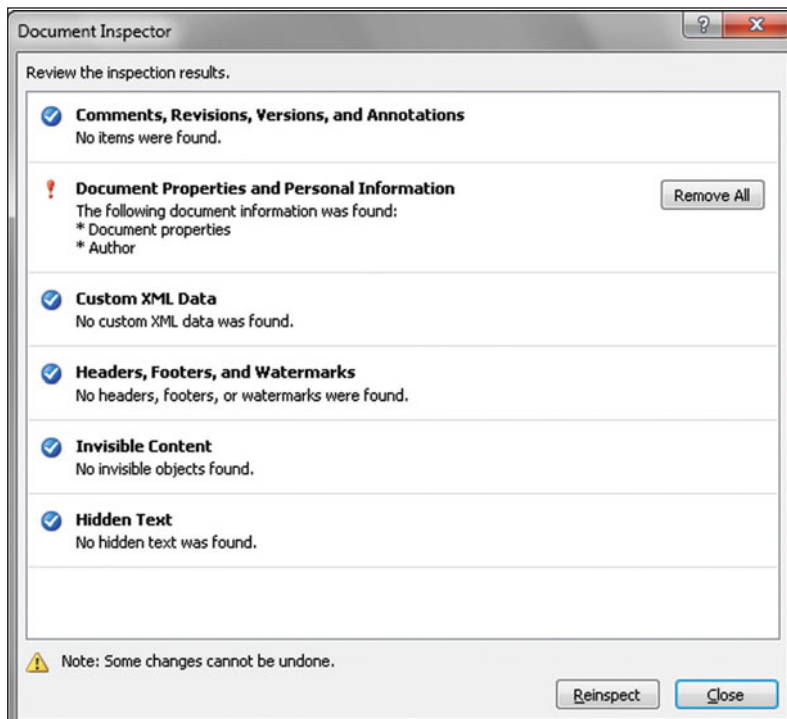 Document Inspector
?
Review the inspection results.
Comments, Revisions, Versions, and Annotations
No items were found.
!
Document Properties and Personal Information
Remove All
The following document information was found:
* Document properties
* Author
Custom XML Data
No custom XML data was found.
Headers, Footers, and Watermarks
No headers, footers, or watermarks were found.
Invisible Content
No invisible objects found.
Hidden Text
No hidden text was found.
Note: Some changes cannot be undone.
Reinspect
Close